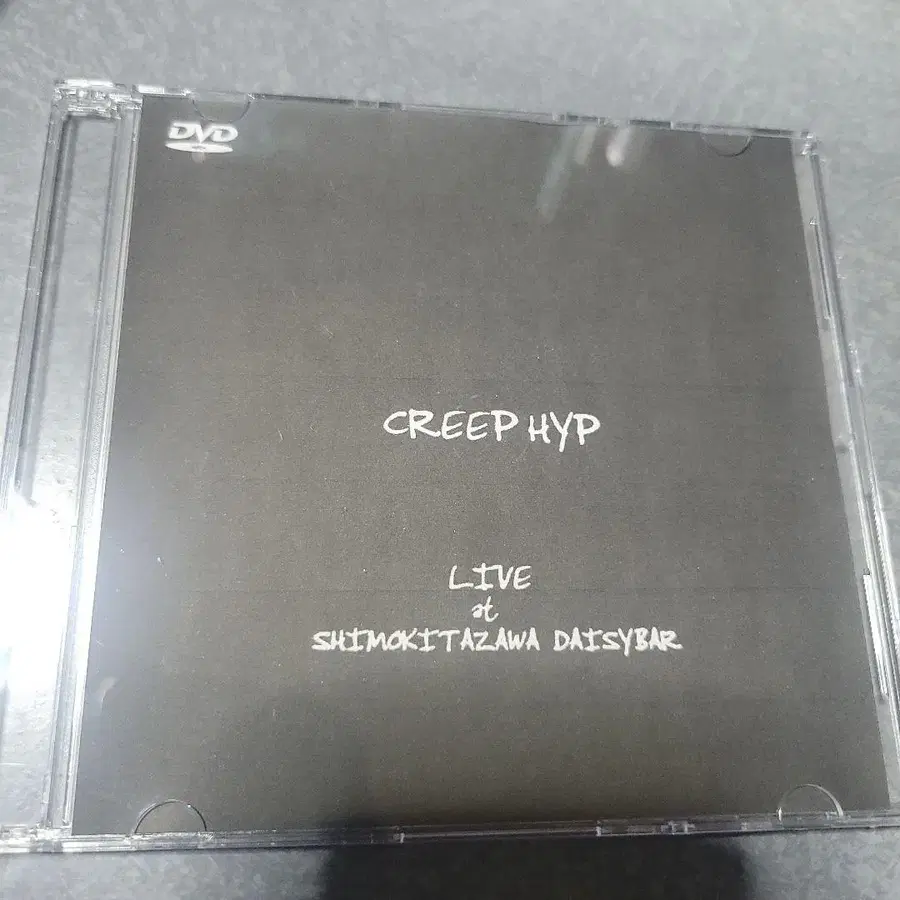 DVD
CREEP HYP
LIVE
at
SHIMOKITAZAWA DAISYBAR